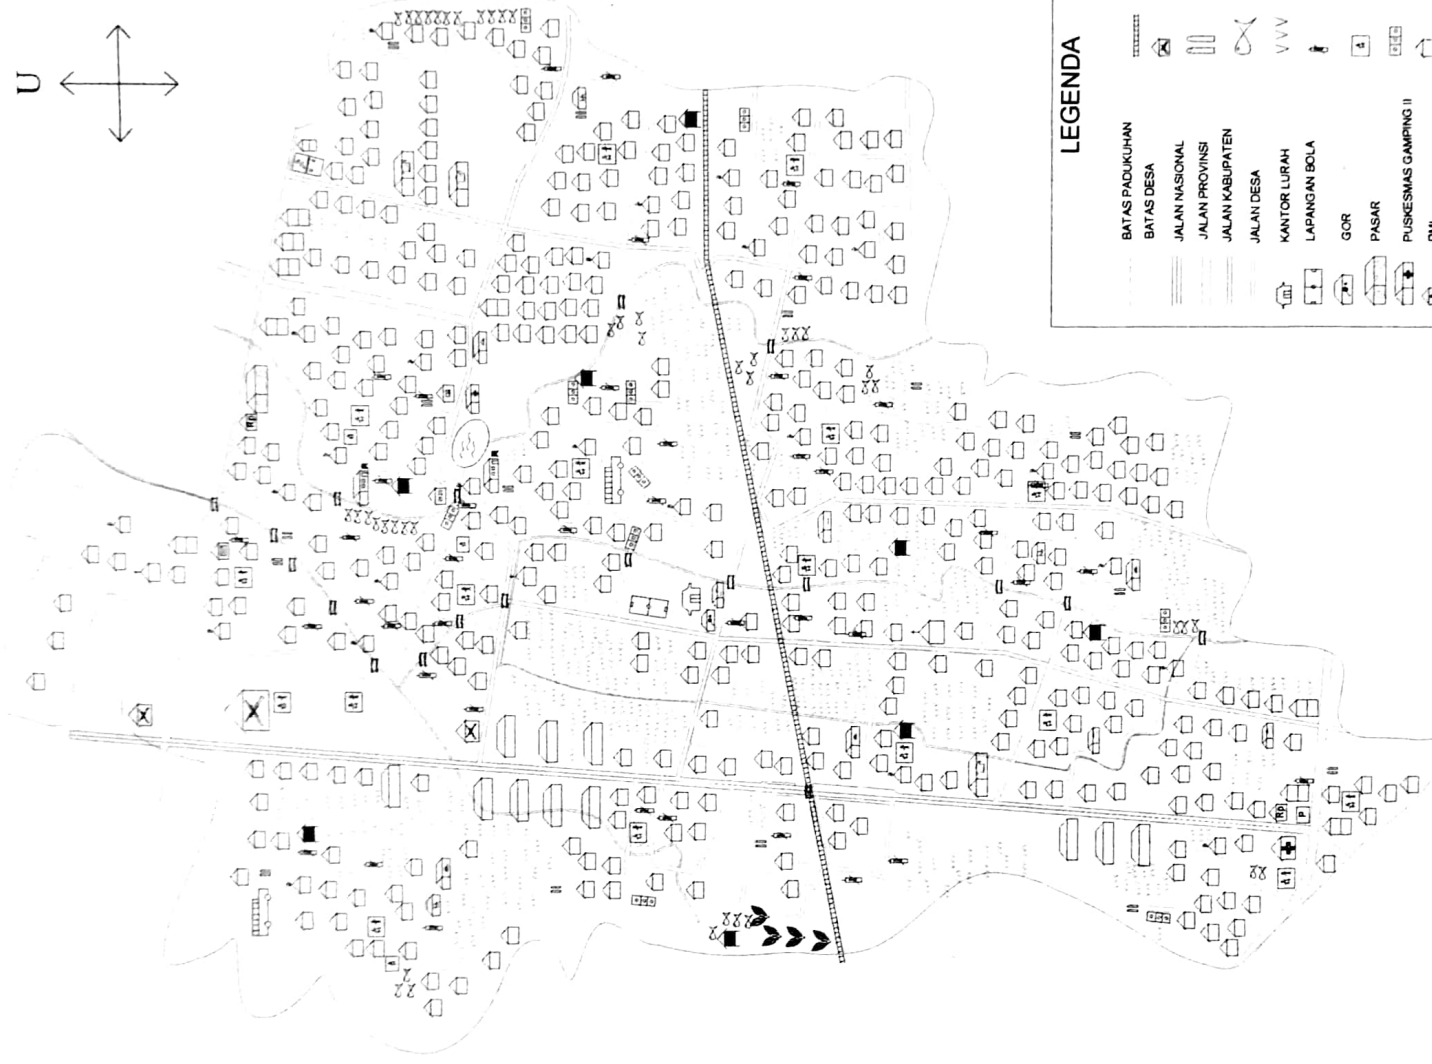 U
LEGENDA
BATAS PADUKUHAN
BATAS DESA
JALAN NASIONAL
JALAN PROVINSI
JALAN KABUPATEN
JALAN DESA
KANTOR LURAH
LAPANGAN BOLA
GOR
PASAR
PUSKESMAS GAMPING II
RP
P